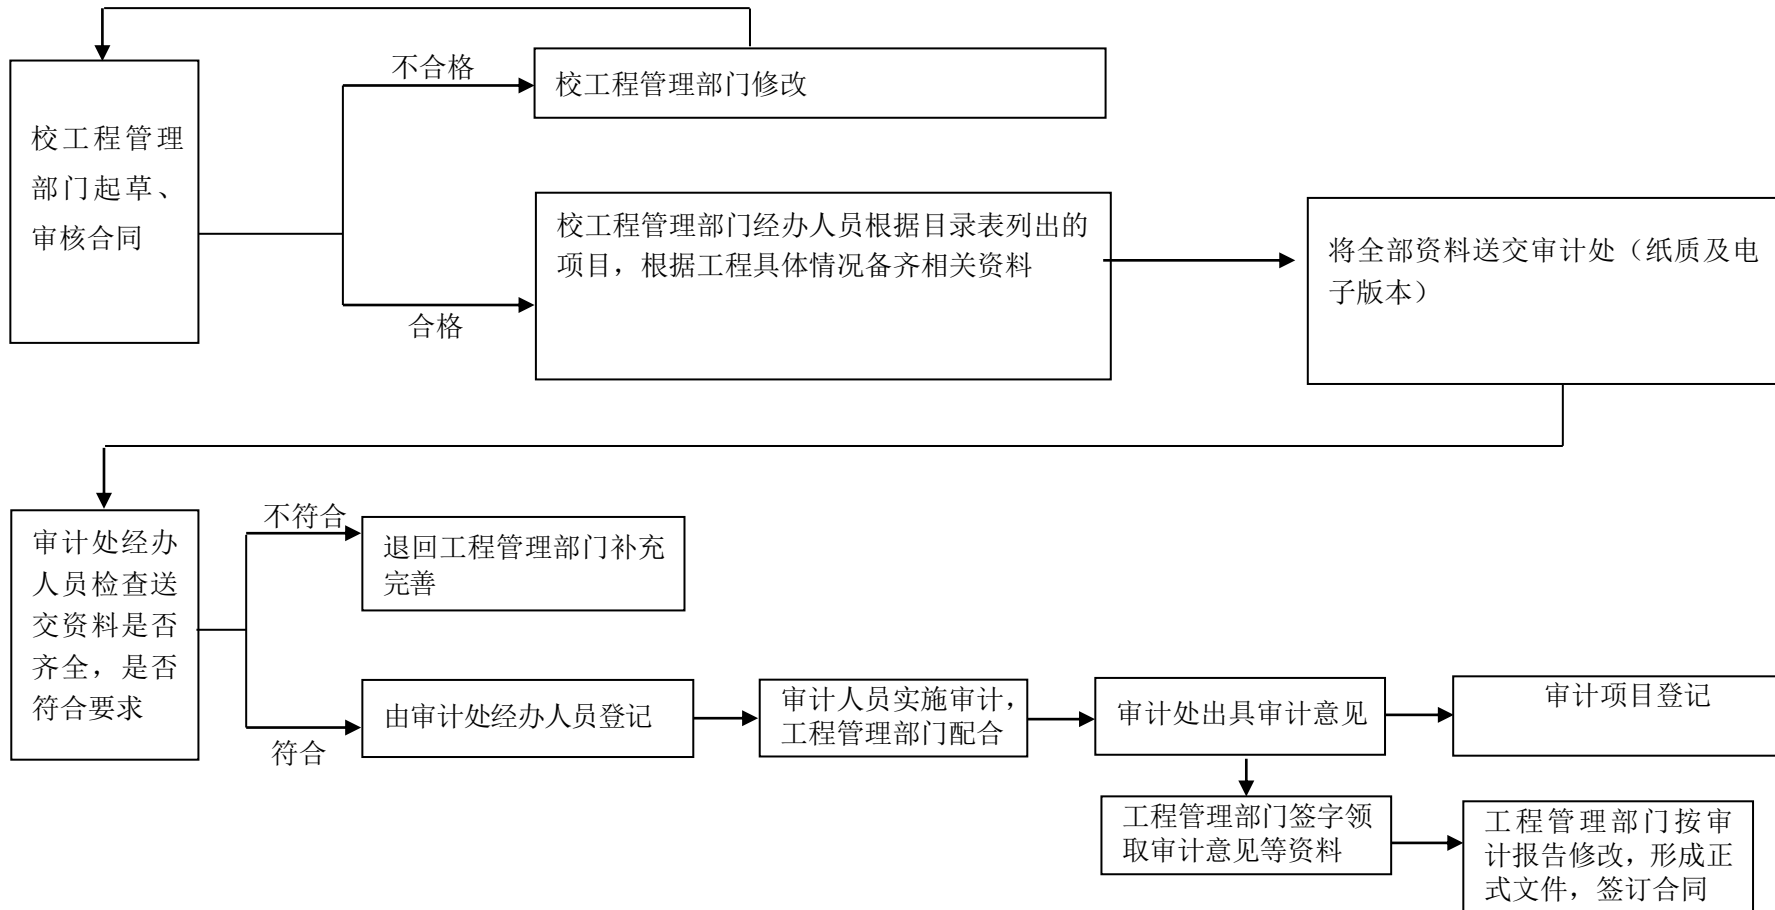 不合格
校工程管理部门修改
校工程管理
部门起草、
审核合同
校工程管理部门经办人员根据目录表列出的
项目，根据工程具体情况备齐相关资料
将全部资料送交审计处（纸质及电
子版本）
合格
不符合
审计处经办
人员检查送
交资料是否
齐全，是否
符合要求
退回工程管理部门补充
完善
符合
由审计处经办人员登记
审计人员实施审计，
工程管理部门配合
审计处出具审计意见
审计项目登记
工程管理部门签字领
取审计意见等资料
工程管理部门按审
计报告修改，形成正
式文件，签订合同